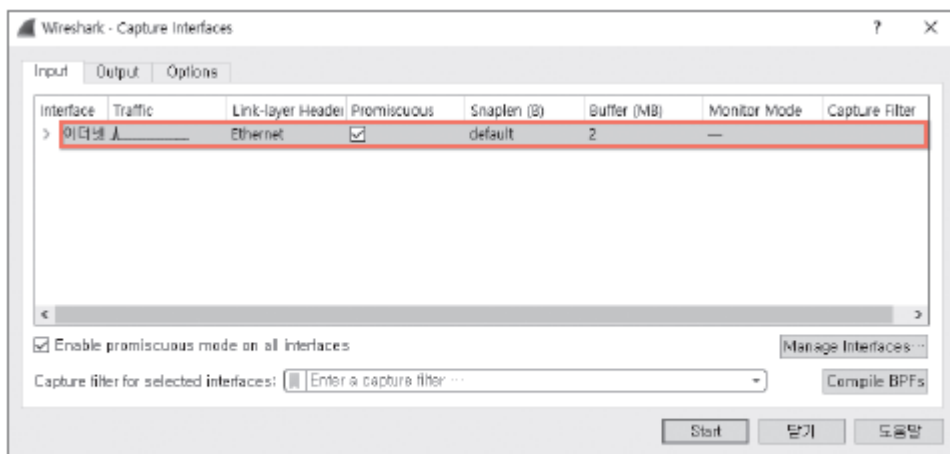 Wireshark - Capture Interfaces ? ×
Input Output Options
Interface Traffic Link-layer Header Promiscuous Snaplen (B) Buffer (MB) Monitor Mode Capture Filter
> 이더넷 Ethernet ☑ default 2 —
☑ Enable promiscuous mode on all interfaces Manage Interfaces…
Capture filter for selected interfaces: Enter a capture filter … Compile BPFs
Start 닫기 도움말